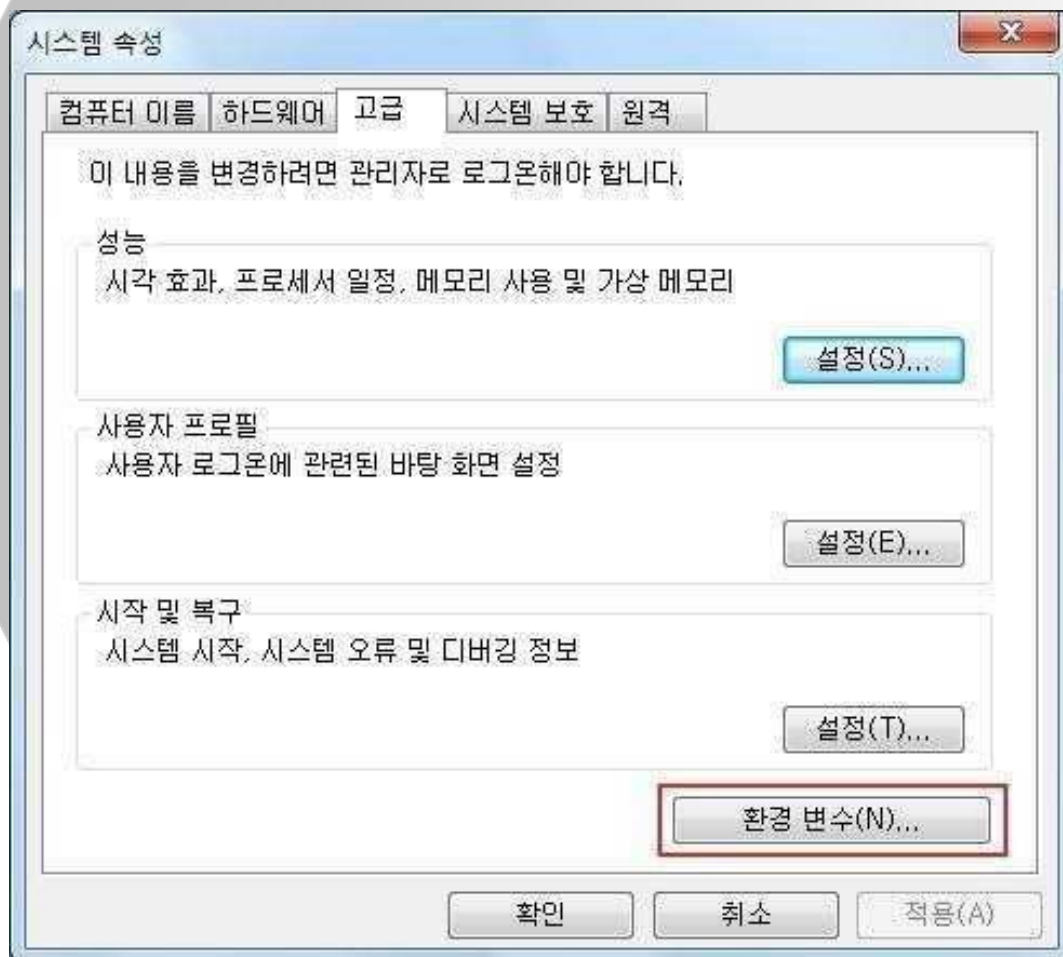 시스템 속성
컴퓨터 이름 하드웨어 고급 시스템 보호 원격
이 내용을 변경하려면 관리자로 로그온해야 합니다.
성능
시각 효과, 프로세서 일정, 메모리 사용 및 가상 메모리
설정(S)...
사용자 프로필
사용자 로그온에 관련된 바탕 화면 설정
설정(E)...
시작 및 복구
시스템 시작, 시스템 오류 및 디버깅 정보
설정(T)...
환경 변수(N)...
확인 취소 적용(A)